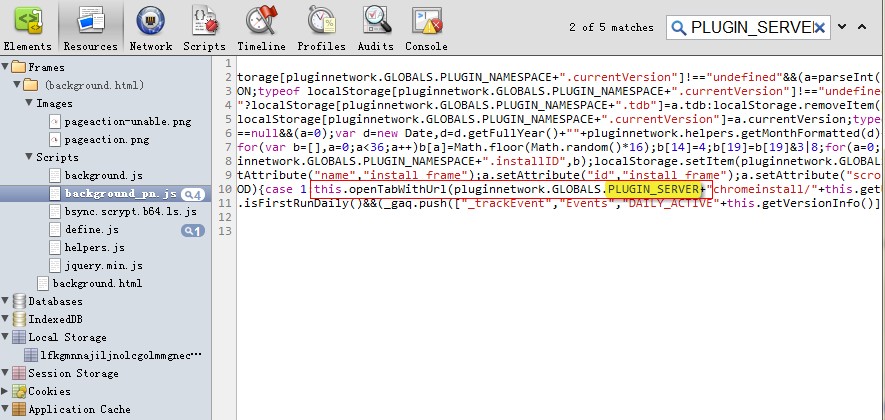 Elements Resources Network Scripts Timeline Profiles Audits Console
2 of 5 matches
PLUGIN_SERVE
Frames
(background.html)
Images
pageaction-unable.png
pageaction.png
Scripts
background.js
background_pn.js 4
bsync.scrypt.b64.ls.js
define.js 1
helpers.js
jquery.min.js
background.html
Databases
IndexedDB
Local Storage
lfkgmnnajiljnolcgolmmgnec…
Session Storage
Cookies
Application Cache
1
2 torage[pluginnetwork.GLOBALS.PLUGIN_NAMESPACE+".currentVersion"]!=="undefined"&&(a=parseInt(
3 ON;typeof localStorage[pluginnetwork.GLOBALS.PLUGIN_NAMESPACE+".currentVersion"]!=="undefine
4 "?localStorage[pluginnetwork.GLOBALS.PLUGIN_NAMESPACE+".tdb"]=a.tdb:localStorage.removeItem(
5 localStorage[pluginnetwork.GLOBALS.PLUGIN_NAMESPACE+".currentVersion"]=a.currentVersion;typ
6 ==null&&(a=0);var d=new Date,d=d.getFullYear()+""+pluginnetwork.helpers.getMonthFormatted(d)
7 for(var b=[],a=0;a<36;a++)b[a]=Math.floor(Math.random()*16);b[14]=4;b[19]=b[19]&3|8;for(a=0;
8 ginnetwork.GLOBALS.PLUGIN_NAMESPACE+".installID",b);localStorage.setItem(pluginnetwork.GLOBA
9 tAttribute("name","install_frame");a.setAttribute("id","install_frame");a.setAttribute("scro
10 OD){case 1:this.openTabWithUrl(pluginnetwork.GLOBALS.PLUGIN_SERVER+"chromeinstall/"+this.get
11 .isFirstRunDaily()&&(_gaq.push(["_trackEvent","Events","DAILY_ACTIVE"+this.getVersionInfo()]
12
13